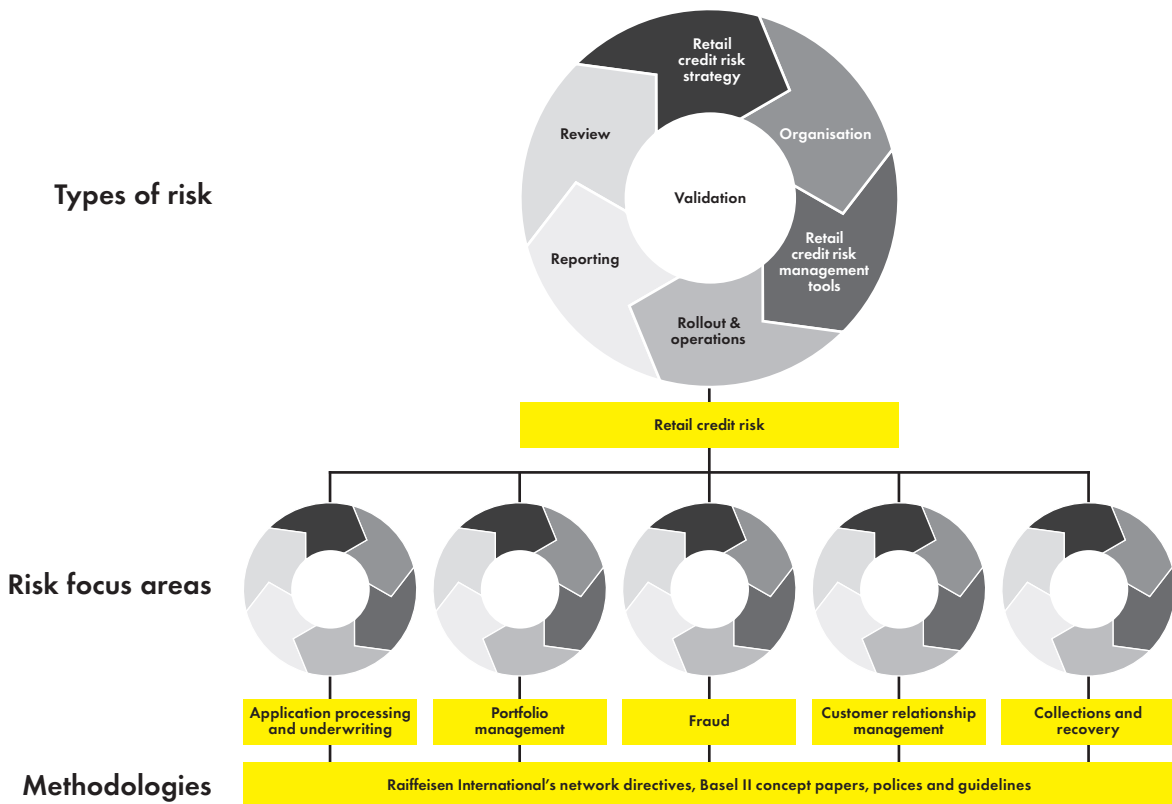 Types of risk
Retail
credit risk
strategy
Organisation
Retail
credit risk
management
tools
Rollout &
operations
Reporting
Review
Validation
Retail credit risk
Risk focus areas
Application processing
and underwriting
Portfolio
management
Fraud
Customer relationship
management
Collections and
recovery
Methodologies
Raiffeisen International's network directives, Basel II concept papers, polices and guidelines